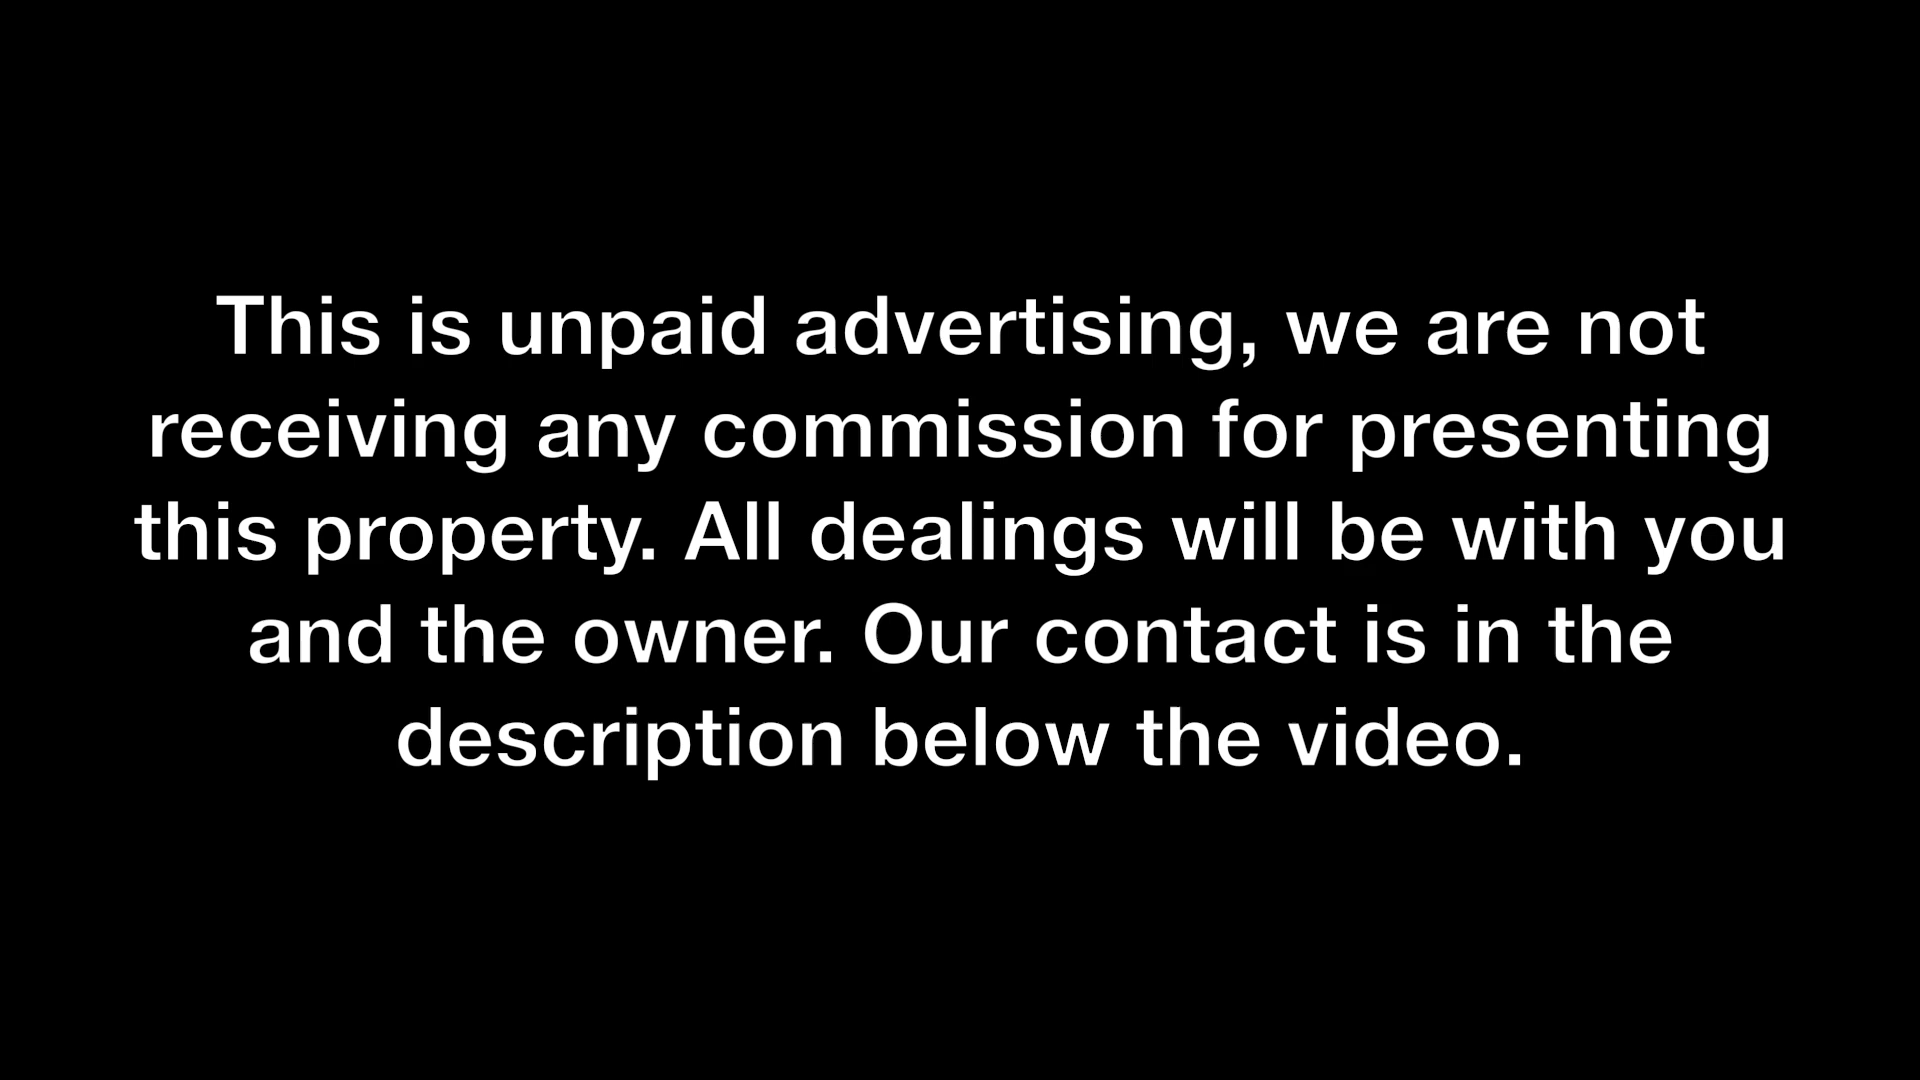 This is unpaid advertising, we are not
receiving any commission for presenting
this property. All dealings will be with you
and the owner. Our contact is in the
description below the video.